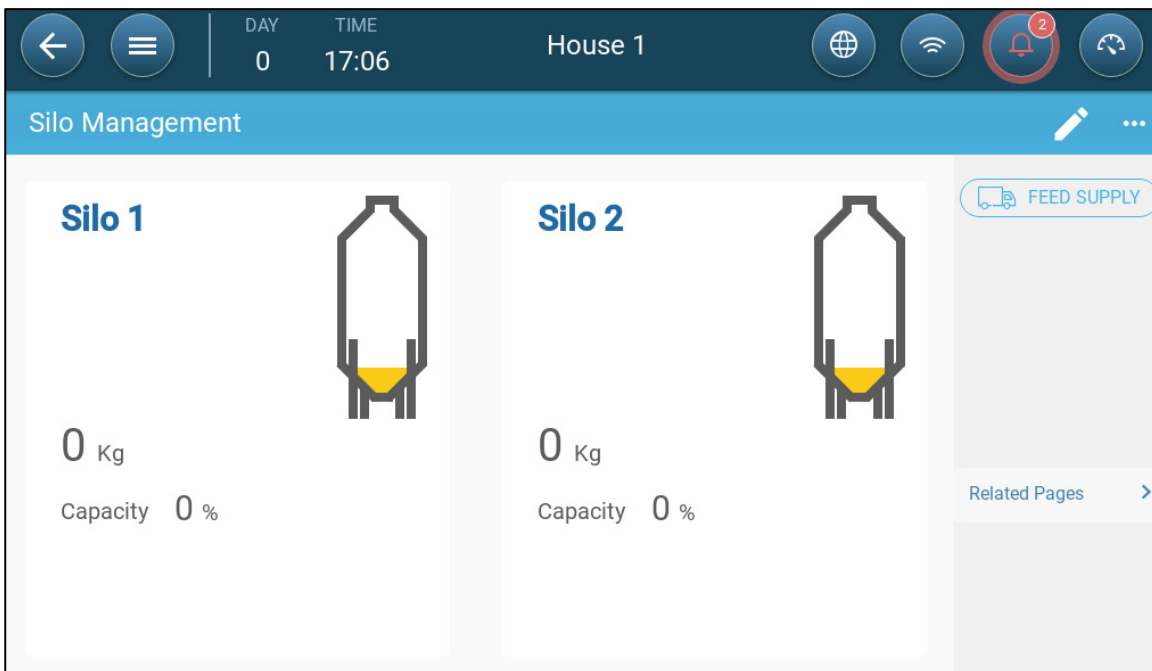 DAY
0
TIME
17:06
House 1
2
Silo Management
...
Silo 1
0 Kg
Capacity 0 %
Silo 2
0 Kg
Capacity 0 %
FEED SUPPLY
Related Pages